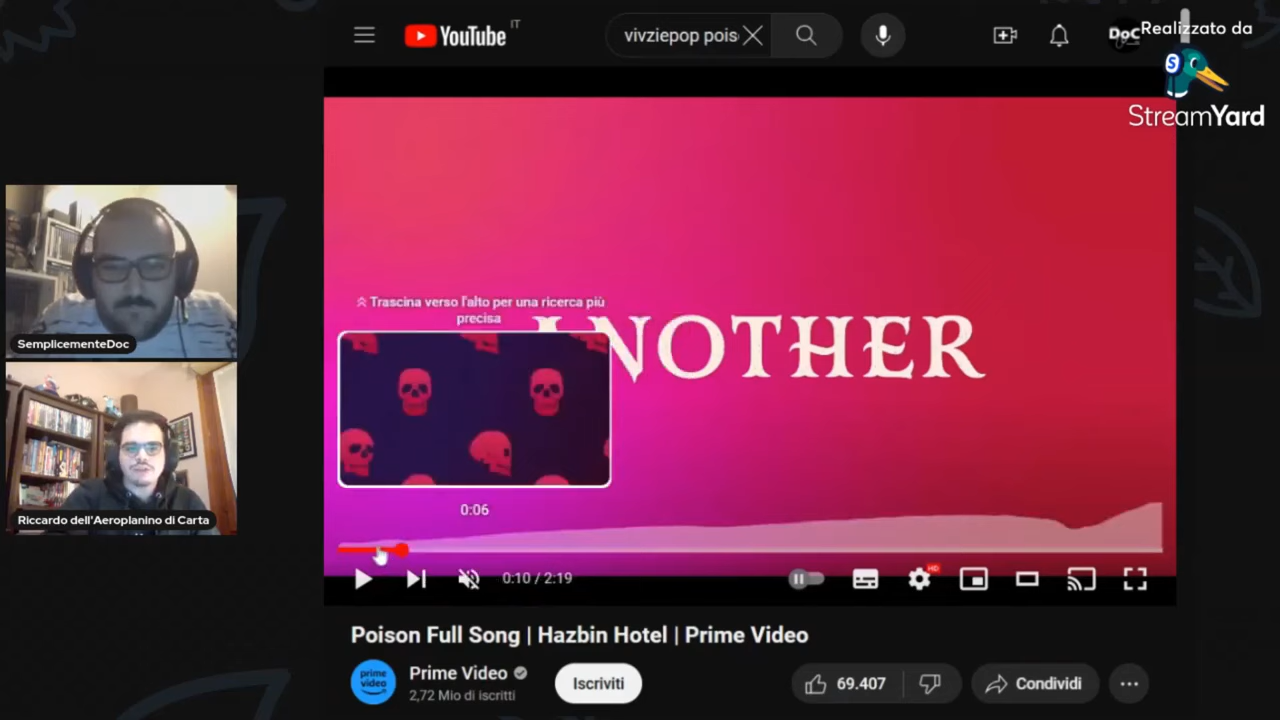 YouTube IT
vivziepop pois
DoC
Realizzato da
S
StreamYard
Trascina verso l'alto per una ricerca più
precisa
ANOTHER
0:06
SemplicementeDoc
Riccardo dell'Aeroplanino di Carta
0:10 / 2:19
HD
Poison Full Song | Hazbin Hotel | Prime Video
prime
video
Prime Video
2,72 Mio di iscritti
Iscriviti
69.407
Condividi